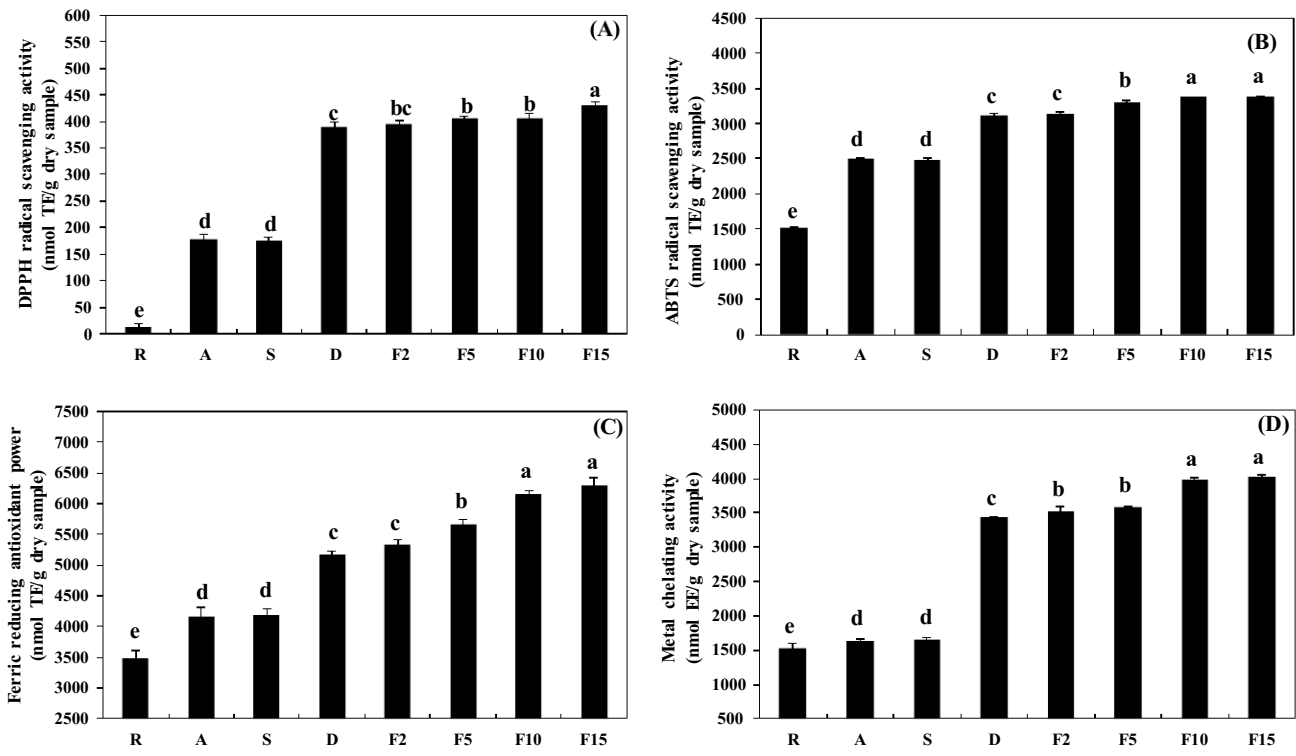 (A)
DPPH radical scavenging activity
(nmol TE/g dry sample)
600
550
500
450
400
350
300
250
200
150
100
50
0
e
d
d
c
bc
b
b
a
R A S D F2 F5 F10 F15
(B)
ABTS radical scavenging activity
(nmol TE/g dry sample)
4500
4000
3500
3000
2500
2000
1500
1000
500
0
e
d
d
c
c
b
a
a
R A S D F2 F5 F10 F15
(C)
Ferric reducing antioxidant power
(nmol TE/g dry sample)
7500
7000
6500
6000
5500
5000
4500
4000
3500
3000
2500
e
d
d
c
c
b
a
a
R A S D F2 F5 F10 F15
(D)
Metal chelating activity
(nmol EE/g dry sample)
5000
4500
4000
3500
3000
2500
2000
1500
1000
500
e
d
d
c
b
b
a
a
R A S D F2 F5 F10 F15